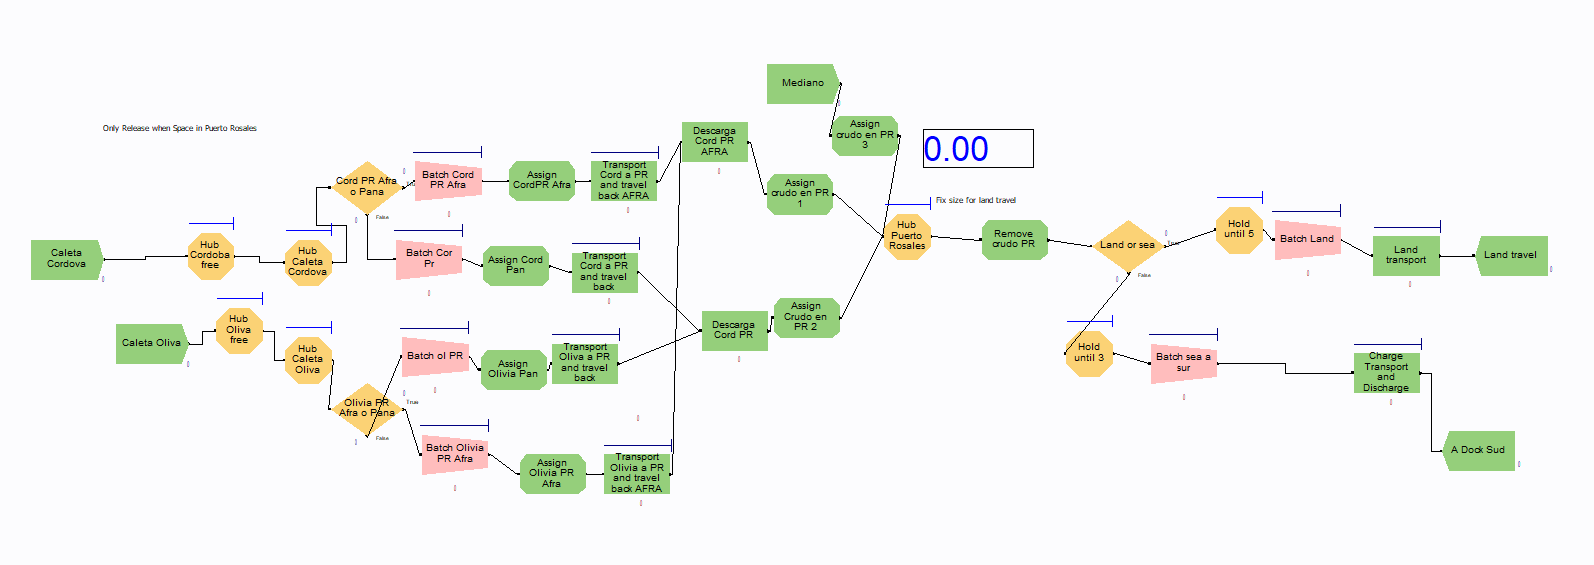 Mediano
Only Release when Space in Puerto Rosales
Descarga
Cord PR
AFRA
Assign
crudo en PR
3
0.00
Cord PR Afra
o Pana
False
Batch Cord
PR Afra
Assign
CordPR Afra
Transport
Cord a PR
and travel
back AFRA
Assign
crudo en PR
1
Fix size for land travel
Hub
Puerto
Rosales
Remove
crudo PR
Land or sea
True
False
Hold
until 5
Batch Land
Land
transport
Land travel
Caleta
Cordova
Hub
Cordoba
free
Hub
Caleta
Cordova
Batch Cor
Pr
Assign Cord
Pan
Transport
Cord a PR
and travel
back
Caleta Oliva
Hub
Oliva
free
Hub
Caleta
Oliva
Batch ol PR
Assign
Olivia Pan
Transport
Oliva a PR
and travel
back
Descarga
Cord PR
Assign
Crudo en
PR 2
Hold
until 3
Batch sea a
sur
Charge
Transport
and
Discharge
Olivia PR
Afra o Pana
True
False
Batch Olivia
PR Afra
Assign
Olivia PR
Afra
Transport
Olivia a PR
and travel
back AFRA
A Dock Sud